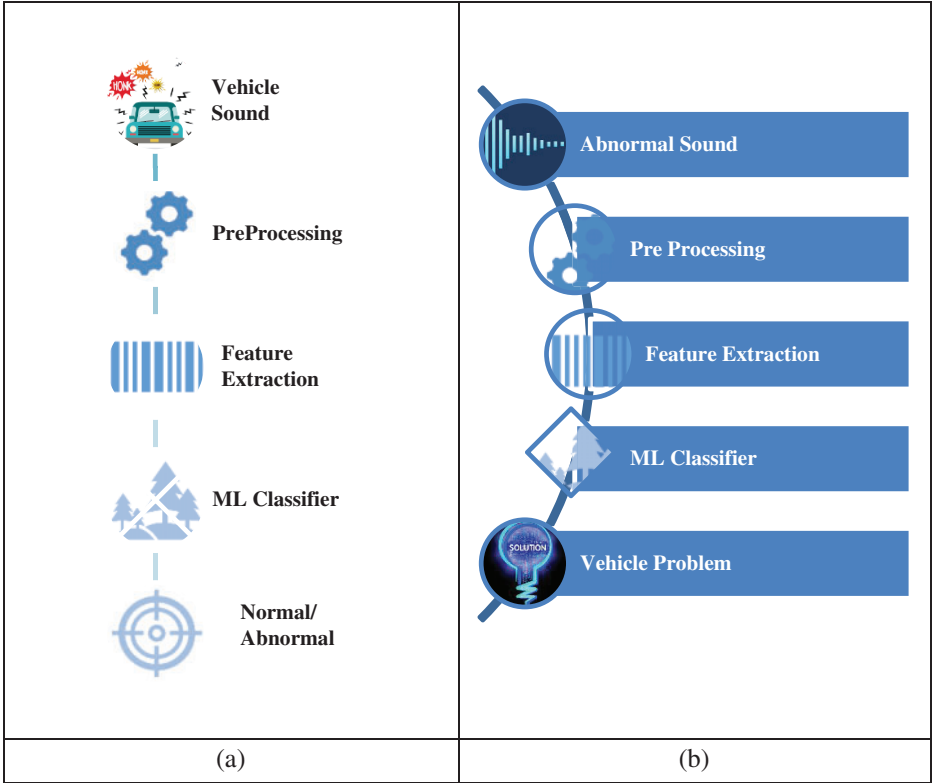 HONK
Vehicle
Sound
PreProcessing
Feature
Extraction
ML Classifier
Normal/
Abnormal
(a)
Abnormal Sound
Pre Processing
Feature Extraction
ML Classifier
SOLUTION
Vehicle Problem
(b)